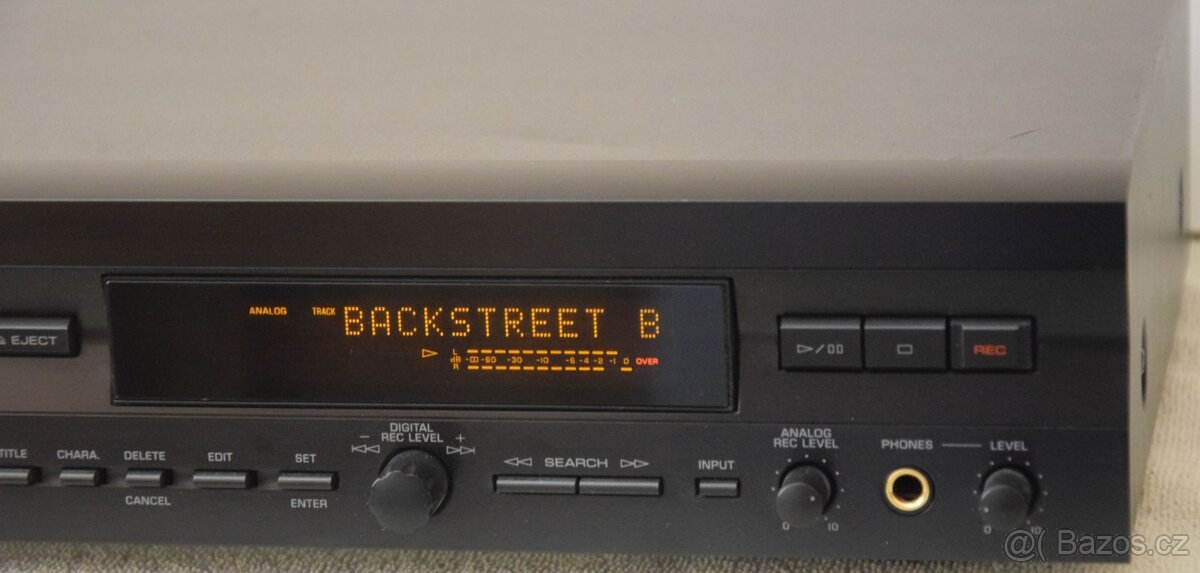 ANALOG TRACK BACKSTREET B
L
dB -∞ -60 -30 -10 -6 -4 -2 -1 0 OVER
R
EJECT
REC
TITLE
CHARA.
DELETE
CANCEL
EDIT
SET
ENTER
DIGITAL
- REC LEVEL +
SEARCH
INPUT
ANALOG
REC LEVEL
0 10
PHONES
LEVEL
0 10
@ Bazos.cz